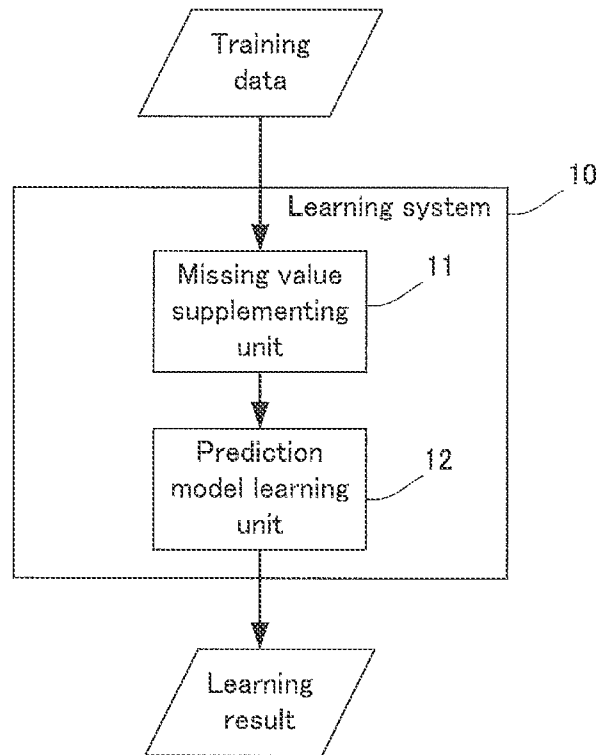 Training
data
10
Learning system
11
Missing value
supplementing
unit
Prediction
model learning
unit
12
Learning
result